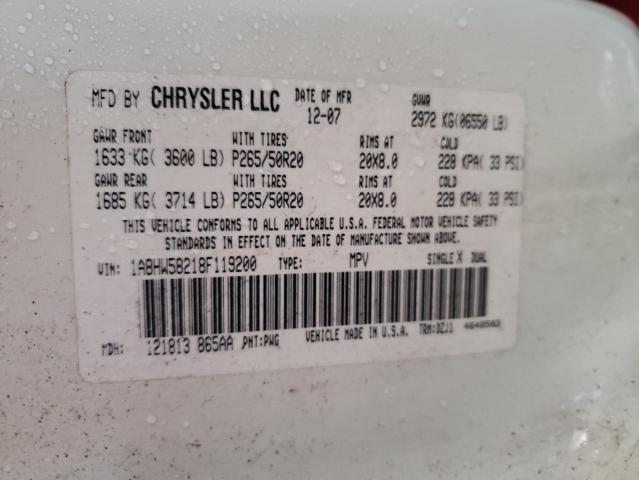 MFD BY CHRYSLER LLC DATE OF MFR GVWR
12-07 2972 KG(06550 LB)
GAWR FRONT WITH TIRES RIMS AT COLD
1633 KG( 3600 LB) P265/50R20 20X8.0 228 KPA( 33 PSI)
GAWR REAR WITH TIRES RIMS AT COLD
1685 KG( 3714 LB) P265/50R20 20X8.0 228 KPA( 33 PSI)
THIS VEHICLE CONFORMS TO ALL APPLICABLE U.S.A. FEDERAL MOTOR VEHICLE SAFETY
STANDARDS IN EFFECT ON THE DATE OF MANUFACTURE SHOWN ABOVE.
VIN: 1A8HW58218F119200 TYPE: MPV SINGLE X DUAL
MDH: 121813 865AA PNT:PWG VEHICLE MADE IN U.S.A. TRM:DZJ1